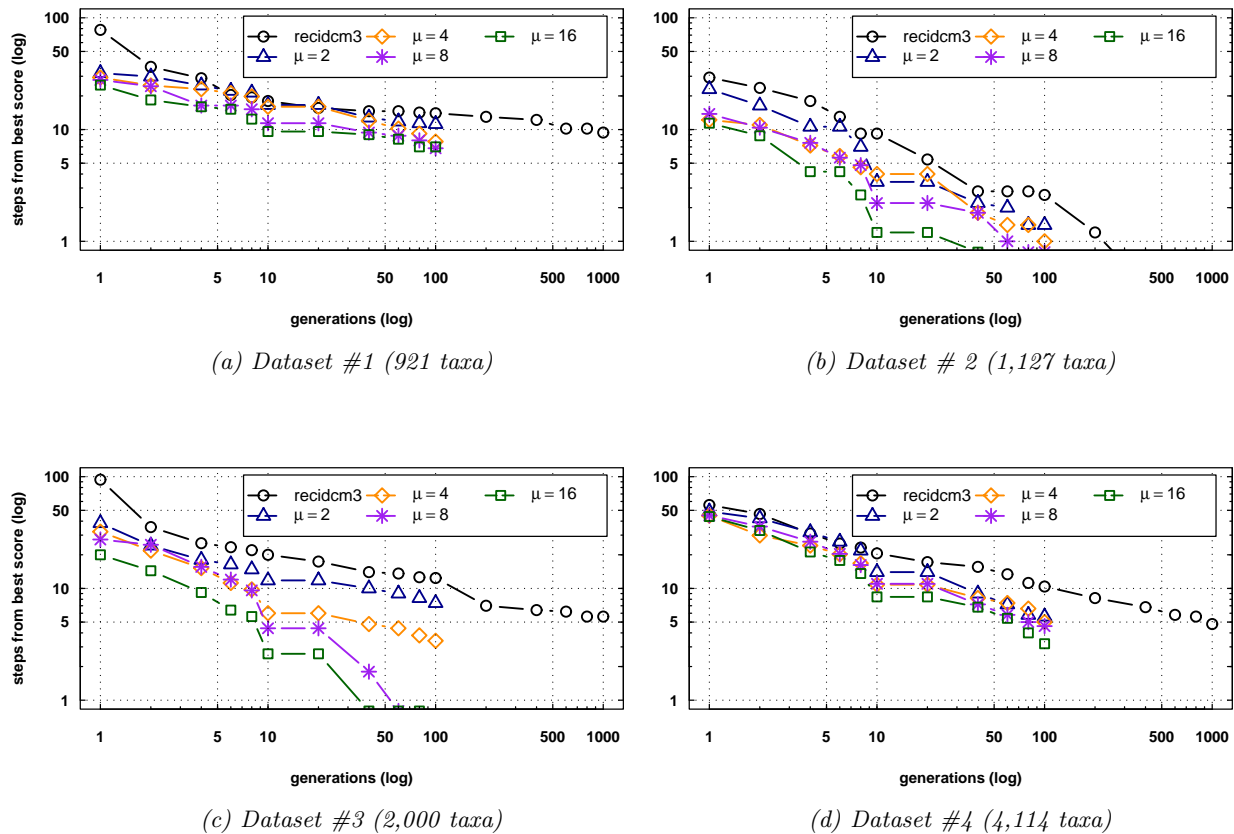 steps from best score (log)
100
50
10
5
1
recidcm3
μ = 2
μ = 4
μ = 8
μ = 16
1 5 10 50 100 500 1000
generations (log)
(a) Dataset #1 (921 taxa)
100
50
10
5
1
recidcm3
μ = 2
μ = 4
μ = 8
μ = 16
1 5 10 50 100 500 1000
generations (log)
(b) Dataset # 2 (1,127 taxa)
steps from best score (log)
100
50
10
5
1
recidcm3
μ = 2
μ = 4
μ = 8
μ = 16
1 5 10 50 100 500 1000
generations (log)
(c) Dataset #3 (2,000 taxa)
100
50
10
5
1
recidcm3
μ = 2
μ = 4
μ = 8
μ = 16
1 5 10 50 100 500 1000
generations (log)
(d) Dataset #4 (4,114 taxa)